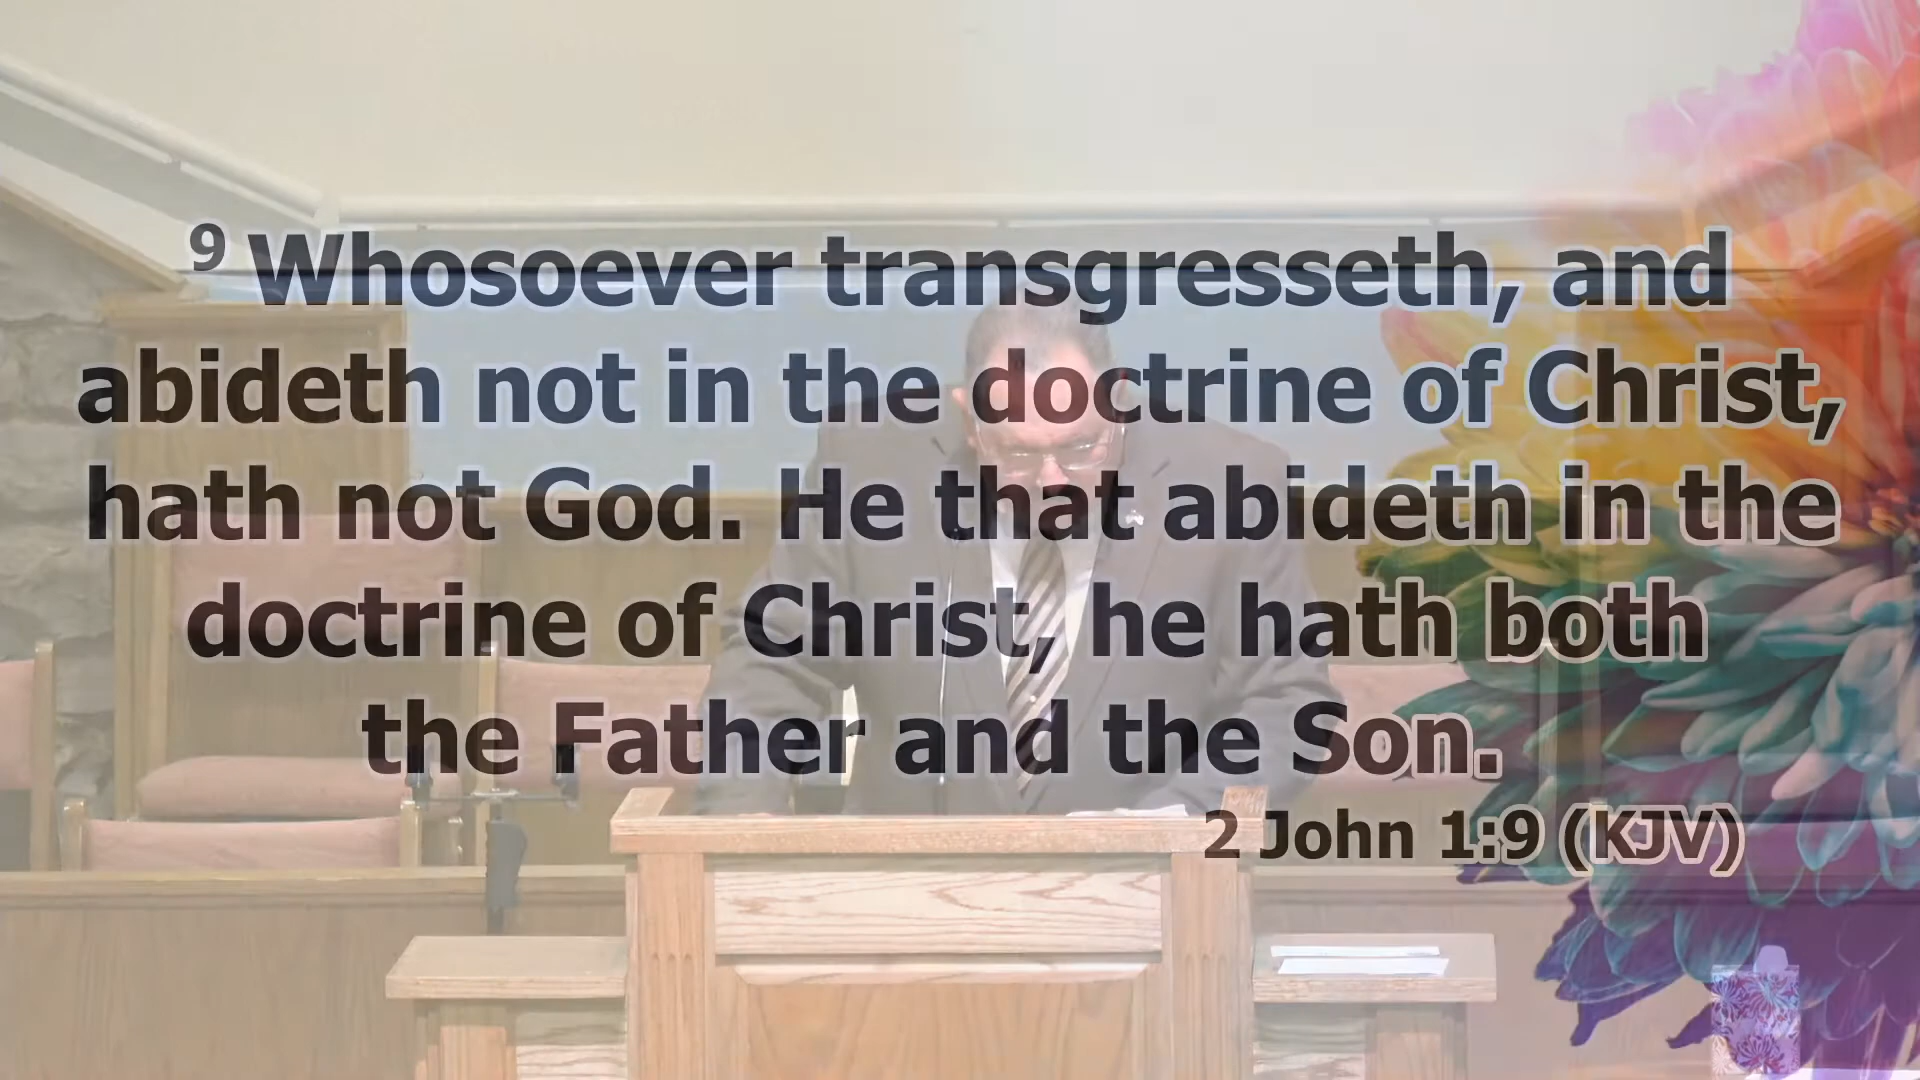 9 Whosoever transgresseth, and
abideth not in the doctrine of Christ,
hath not God. He that abideth in the
doctrine of Christ, he hath both
the Father and the Son.
2 John 1:9 (KJV)